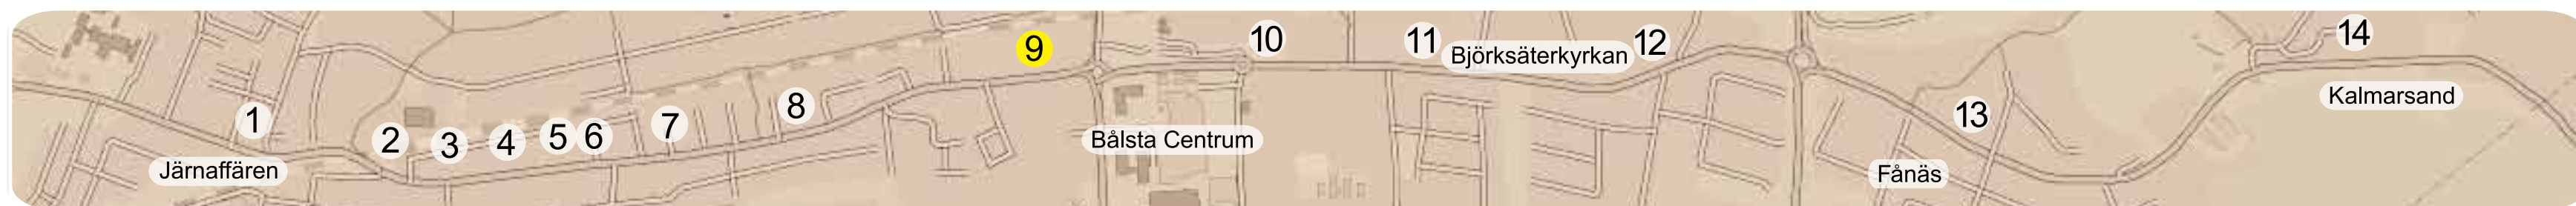 1
2
3
4
5
6
7
8
9
10
11
12
13
14
Järnaffären
Bålsta Centrum
Björksäterkyrkan
Fånäs
Kalmarsand